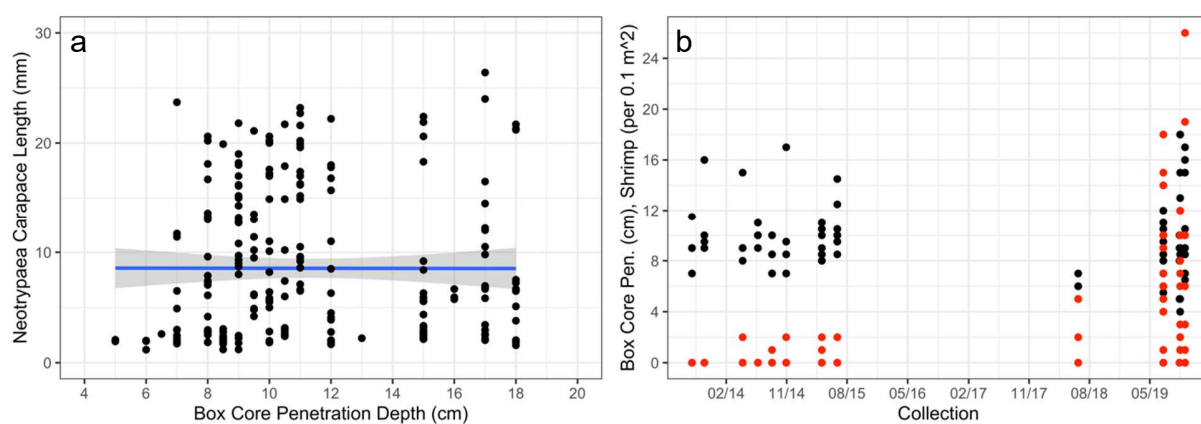 a
Neotrypaea Carapace Length (mm)
30
20
10
0
4 6 8 10 12 14 16 18 20
Box Core Penetration Depth (cm)
b
Box Core Pen. (cm), Shrimp (per 0.1 m^2)
24
20
16
12
8
4
0
02/14 11/14 08/15 05/16 02/17 11/17 08/18 05/19
Collection